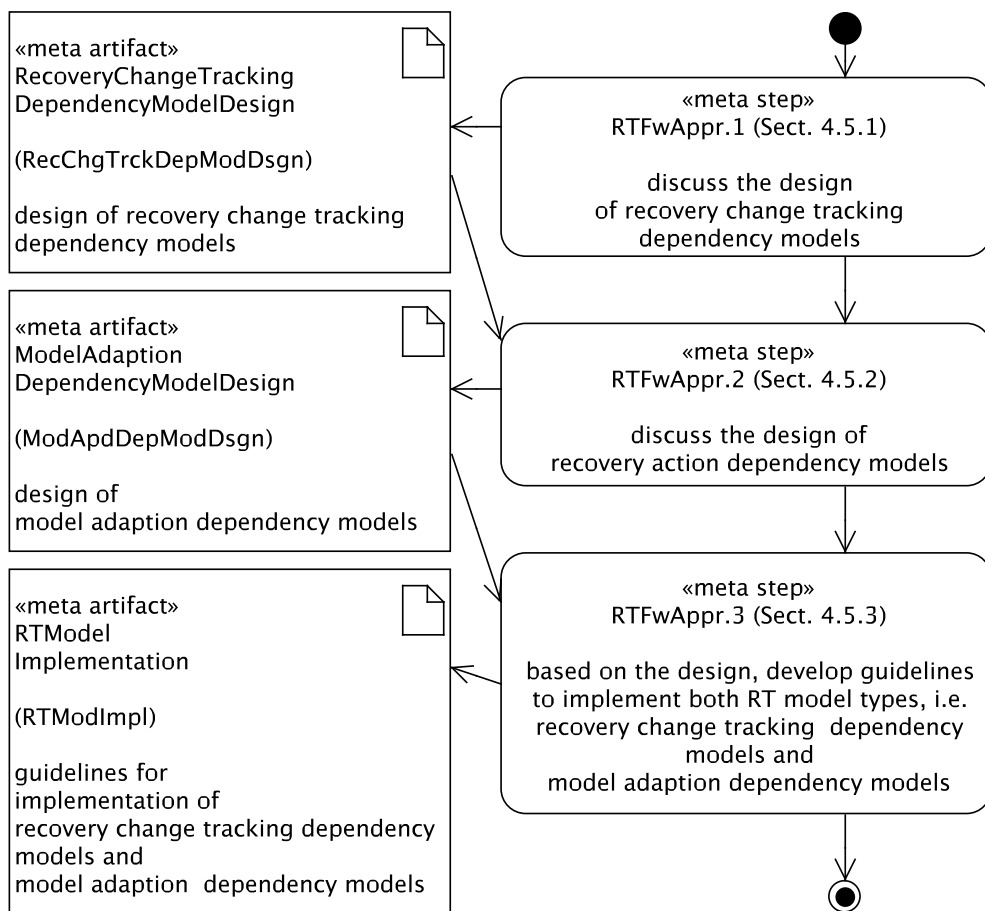 «meta artifact»
RecoveryChangeTracking
DependencyModelDesign
(RecChgTrckDepModDsgn)
design of recovery change tracking
dependency models
«meta step»
RTFwAppr.1 (Sect. 4.5.1)
discuss the design
of recovery change tracking
dependency models
«meta artifact»
ModelAdaption
DependencyModelDesign
(ModApdDepModDsgn)
design of
model adaption dependency models
«meta step»
RTFwAppr.2 (Sect. 4.5.2)
discuss the design of
recovery action dependency models
«meta artifact»
RTModel
Implementation
(RTModImpl)
guidelines for
implementation of
recovery change tracking dependency
models and
model adaption  dependency models
«meta step»
RTFwAppr.3 (Sect. 4.5.3)
based on the design, develop guidelines
to implement both RT model types, i.e.
recovery change tracking  dependency
models and
model adaption dependency models